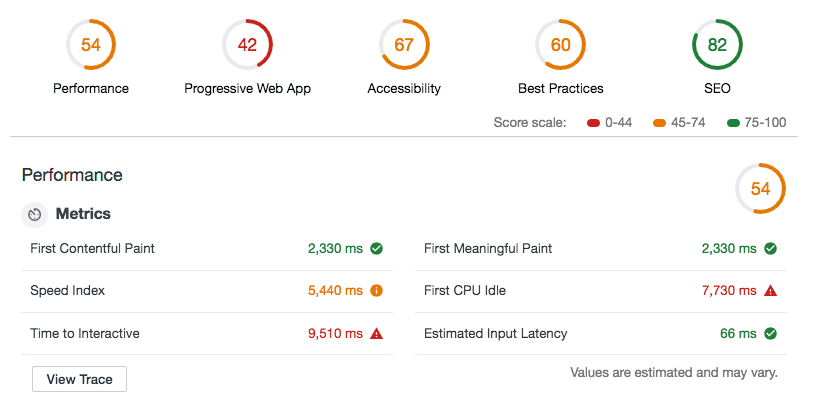 54 42 67 60 82
Performance Progressive Web App Accessibility Best Practices SEO
Score scale: 0-44 45-74 75-100
Performance 54
Metrics
First Contentful Paint 2,330 ms First Meaningful Paint 2,330 ms
Speed Index 5,440 ms First CPU Idle 7,730 ms
Time to Interactive 9,510 ms Estimated Input Latency 66 ms
View Trace Values are estimated and may vary.